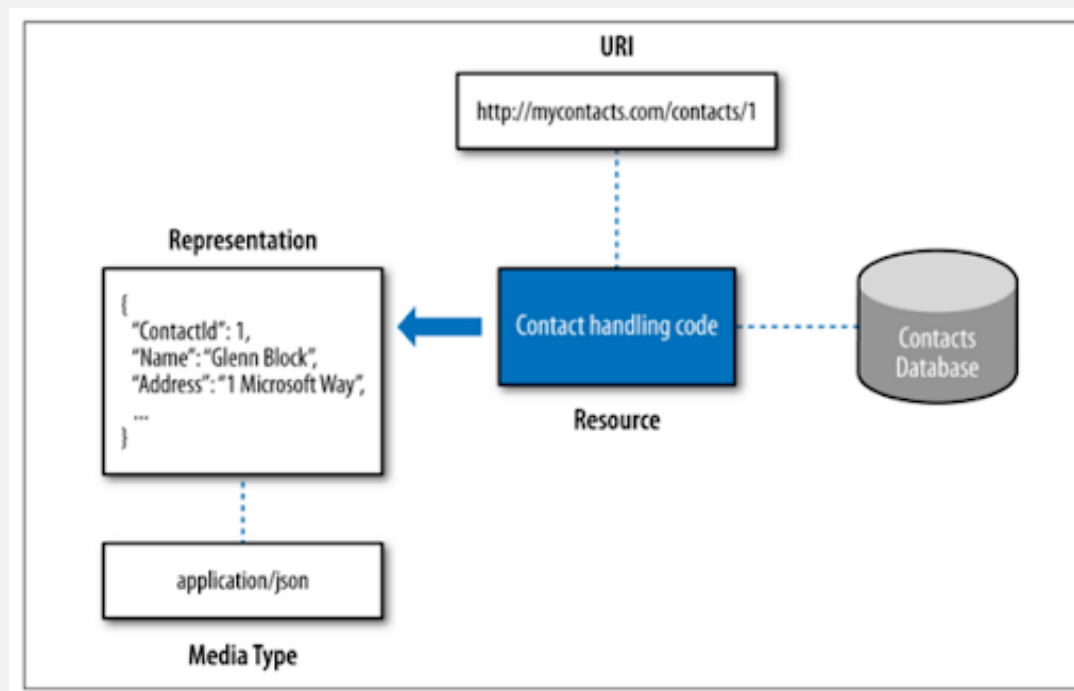 URI
http://mycontacts.com/contacts/1
Representation
{
“ContactId”: 1,
“Name”: “Glenn Block”,
“Address”: “1 Microsoft Way”,
...
}
Contact handling code
Resource
Contacts
Database
application/json
Media Type